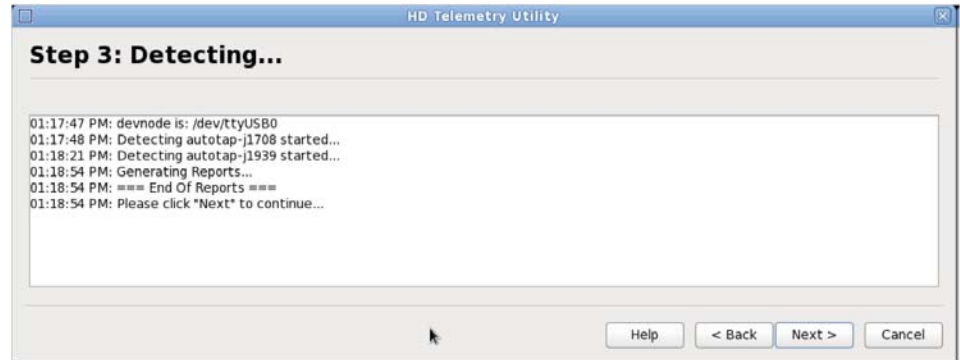 HD Telemetry Utility
Step 3: Detecting...
01:17:47 PM: devnode is: /dev/ttyUSB0
01:17:48 PM: Detecting autotap-j1708 started...
01:18:21 PM: Detecting autotap-j1939 started...
01:18:54 PM: Generating Reports...
01:18:54 PM: === End Of Reports ===
01:18:54 PM: Please click "Next" to continue...
Help < Back Next > Cancel